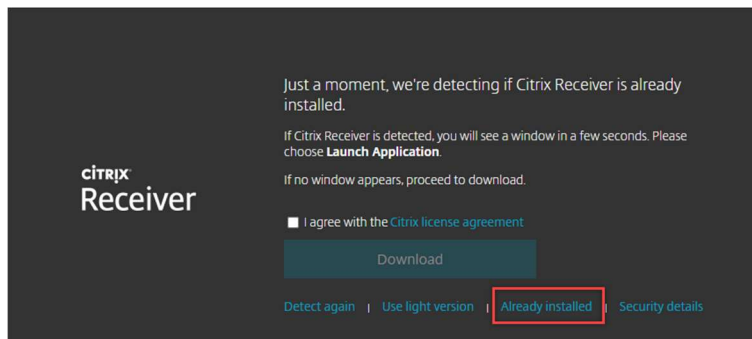 Just a moment, we're detecting if Citrix Receiver is already
installed.
If Citrix Receiver is detected, you will see a window in a few seconds. Please
choose Launch Application.
If no window appears, proceed to download.
CITRIX
Receiver
I agree with the Citrix license agreement
Download
Detect again | Use light version | Already installed | Security details